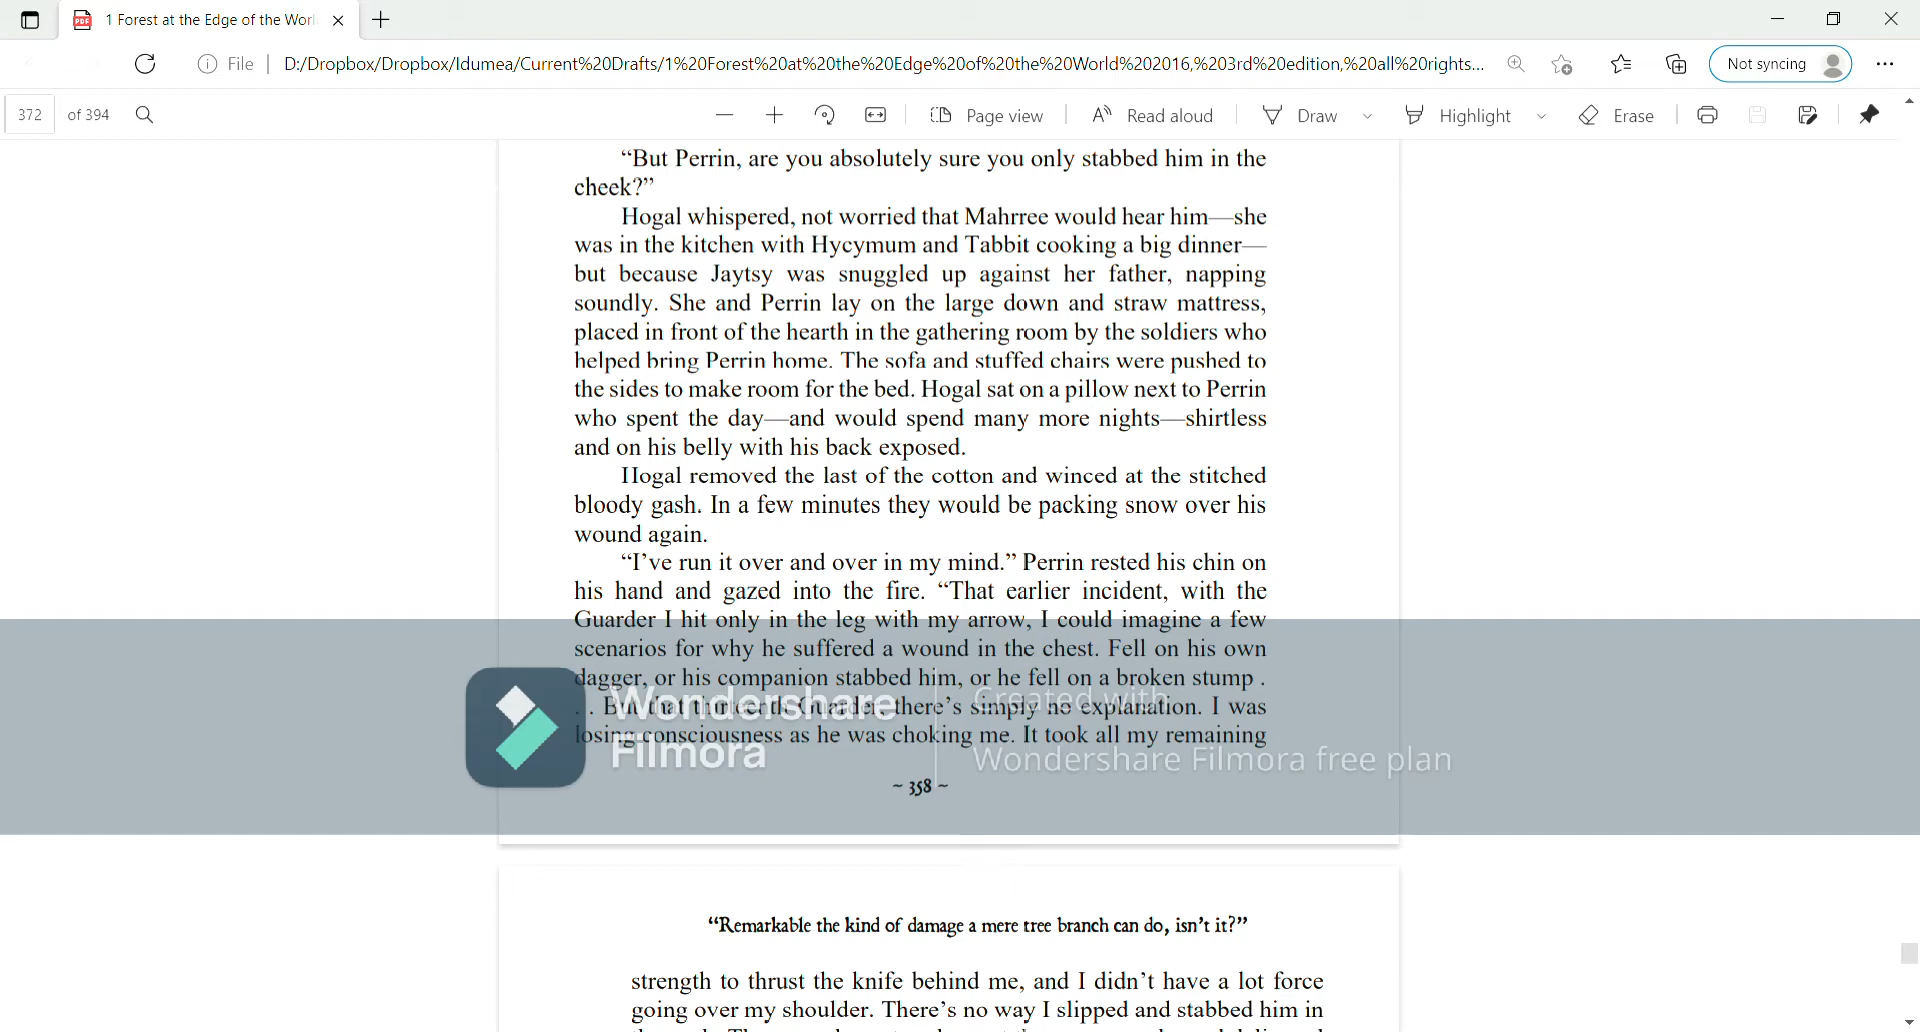 1 Forest at the Edge of the Worl
File
D:/Dropbox/Dropbox/Idumea/Current%20Drafts/1%20Forest%20at%20the%20Edge%20of%20the%20World%202016,%203rd%20edition,%20all%20rights...
Not syncing
372 of 394
Page view
Read aloud
Draw
Highlight
Erase
“But Perrin, are you absolutely sure you only stabbed him in the
cheek?”
Hogal whispered, not worried that Mahrree would hear him—she
was in the kitchen with Hycymum and Tabbit cooking a big dinner—
but because Jaytsy was snuggled up against her father, napping
soundly. She and Perrin lay on the large down and straw mattress,
placed in front of the hearth in the gathering room by the soldiers who
helped bring Perrin home. The sofa and stuffed chairs were pushed to
the sides to make room for the bed. Hogal sat on a pillow next to Perrin
who spent the day—and would spend many more nights—shirtless
and on his belly with his back exposed.
Hogal removed the last of the cotton and winced at the stitched
bloody gash. In a few minutes they would be packing snow over his
wound again.
“I’ve run it over and over in my mind.” Perrin rested his chin on
his hand and gazed into the fire. “That earlier incident, with the
Guarder I hit only in the leg with my arrow, I could imagine a few
scenarios for why he suffered a wound in the chest. Fell on his own
dagger, or his companion stabbed him, or he fell on a broken stump .
. . But that thirteenth Guarder, there’s simply no explanation. I was
losing consciousness as he was choking me. It took all my remaining
Wondershare
Filmora
Created with
Wondershare Filmora free plan
~ 358 ~
“Remarkable the kind of damage a mere tree branch can do, isn’t it?”
strength to thrust the knife behind me, and I didn’t have a lot force
going over my shoulder. There’s no way I slipped and stabbed him in